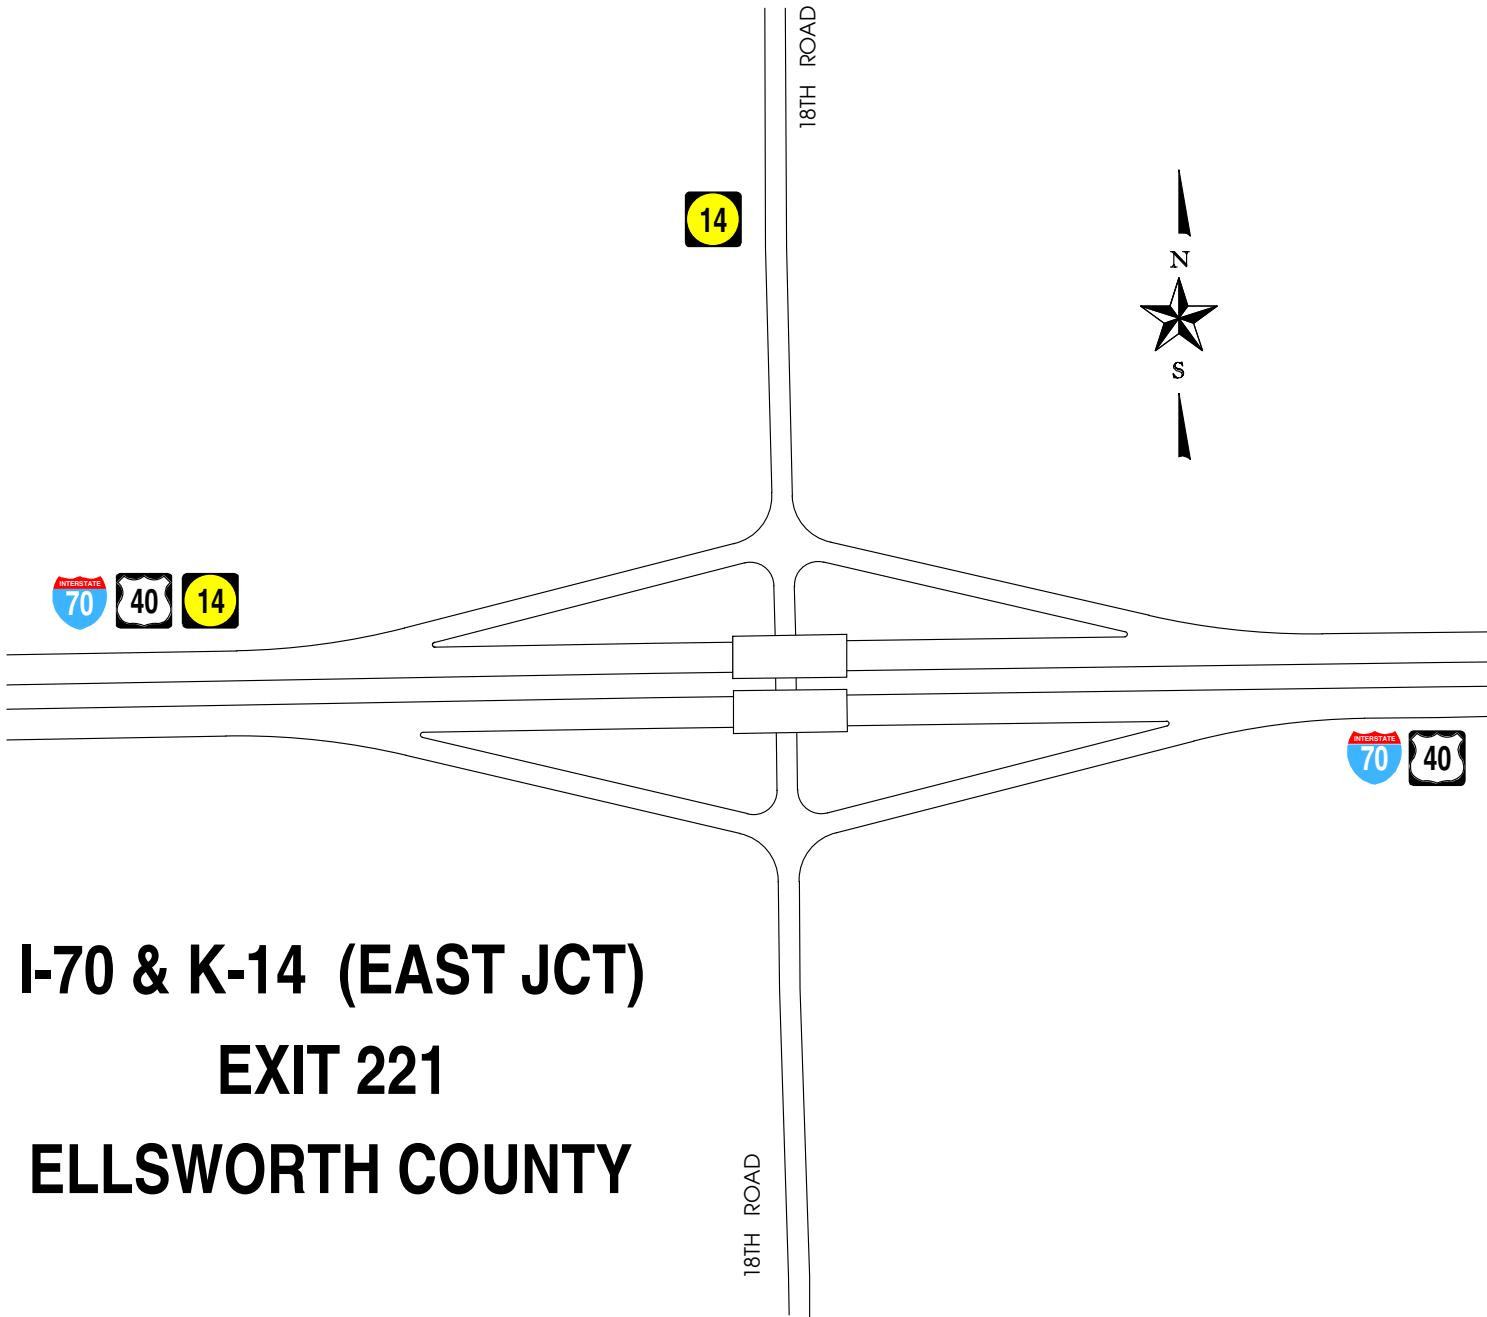 18TH ROAD
14
N
S
INTERSTATE
70
40
14
INTERSTATE
70
40
I-70 & K-14 (EAST JCT)
EXIT 221
ELLSWORTH COUNTY
18TH ROAD